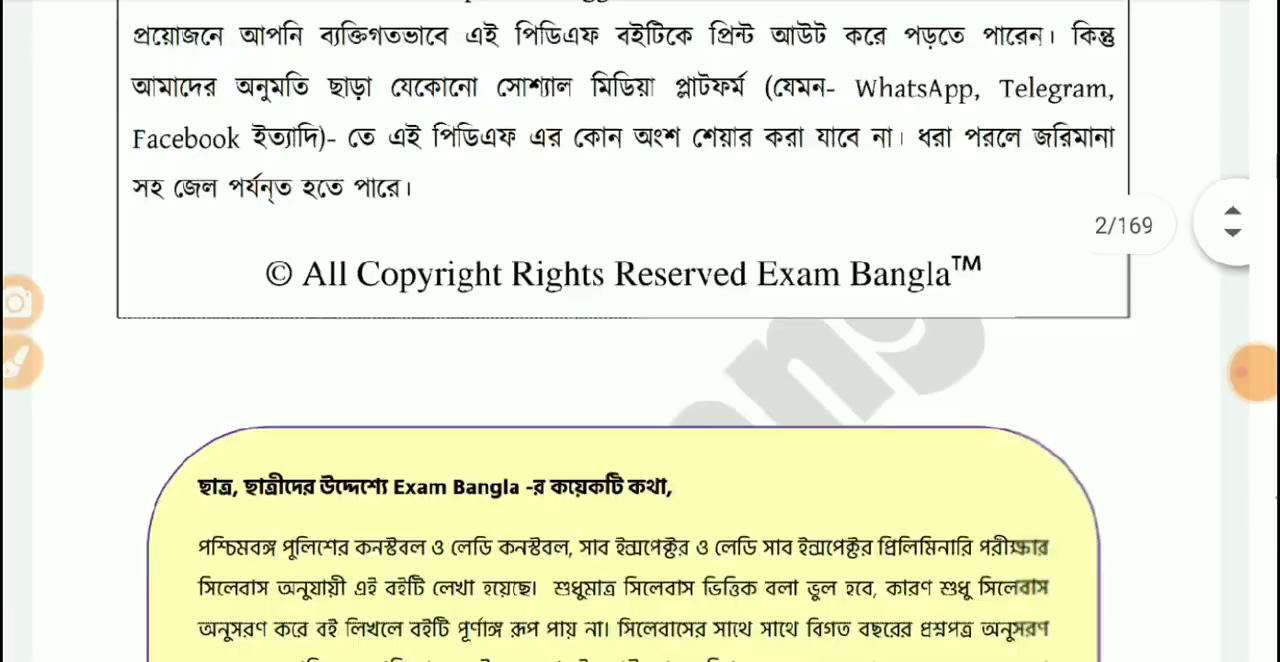 প্রয়োজনে আপনি ব্যক্তিগতভাবে এই পিডিএফ বইটিকে প্রিন্ট আউট করে পড়তে পারেন। কিন্তু
আমাদের অনুমতি ছাড়া যেকোনো সোশ্যাল মিডিয়া প্লাটফর্ম (যেমন- WhatsApp, Telegram,
Facebook ইত্যাদি)- তে এই পিডিএফ এর কোন অংশ শেয়ার করা যাবে না। ধরা পরলে জরিমানা
সহ জেল পর্যন্ত হতে পারে।
2/169
© All Copyright Rights Reserved Exam Bangla™
ছাত্র, ছাত্রীদের উদ্দেশ্যে Exam Bangla -র কয়েকটি কথা,
পশ্চিমবঙ্গ পুলিশের কনস্টবল ও লেডি কনস্টবল, সাব ইন্সপেক্টর ও লেডি সাব ইন্সপেক্টর প্রিলিমিনারি পরীক্ষার
সিলেবাস অনুযায়ী এই বইটি লেখা হয়েছে। শুধুমাত্র সিলেবাস ভিত্তিক বলা ভুল হবে, কারণ শুধু সিলেবাস
অনুসরণ করে বই লিখলে বইটি পূর্ণাঙ্গ রূপ পায় না। সিলেবাসের সাথে সাথে বিগত বছরের প্রশ্নপত্র অনুসরণ